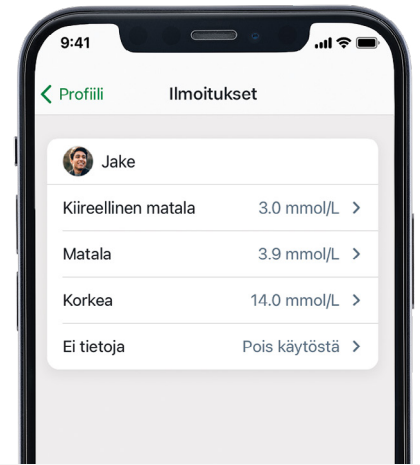 9:41
Profiili
Ilmoitukset
Jake
Kiireellinen matala 3.0 mmol/L
Matala 3.9 mmol/L
Korkea 14.0 mmol/L
Ei tietoja Pois käytöstä